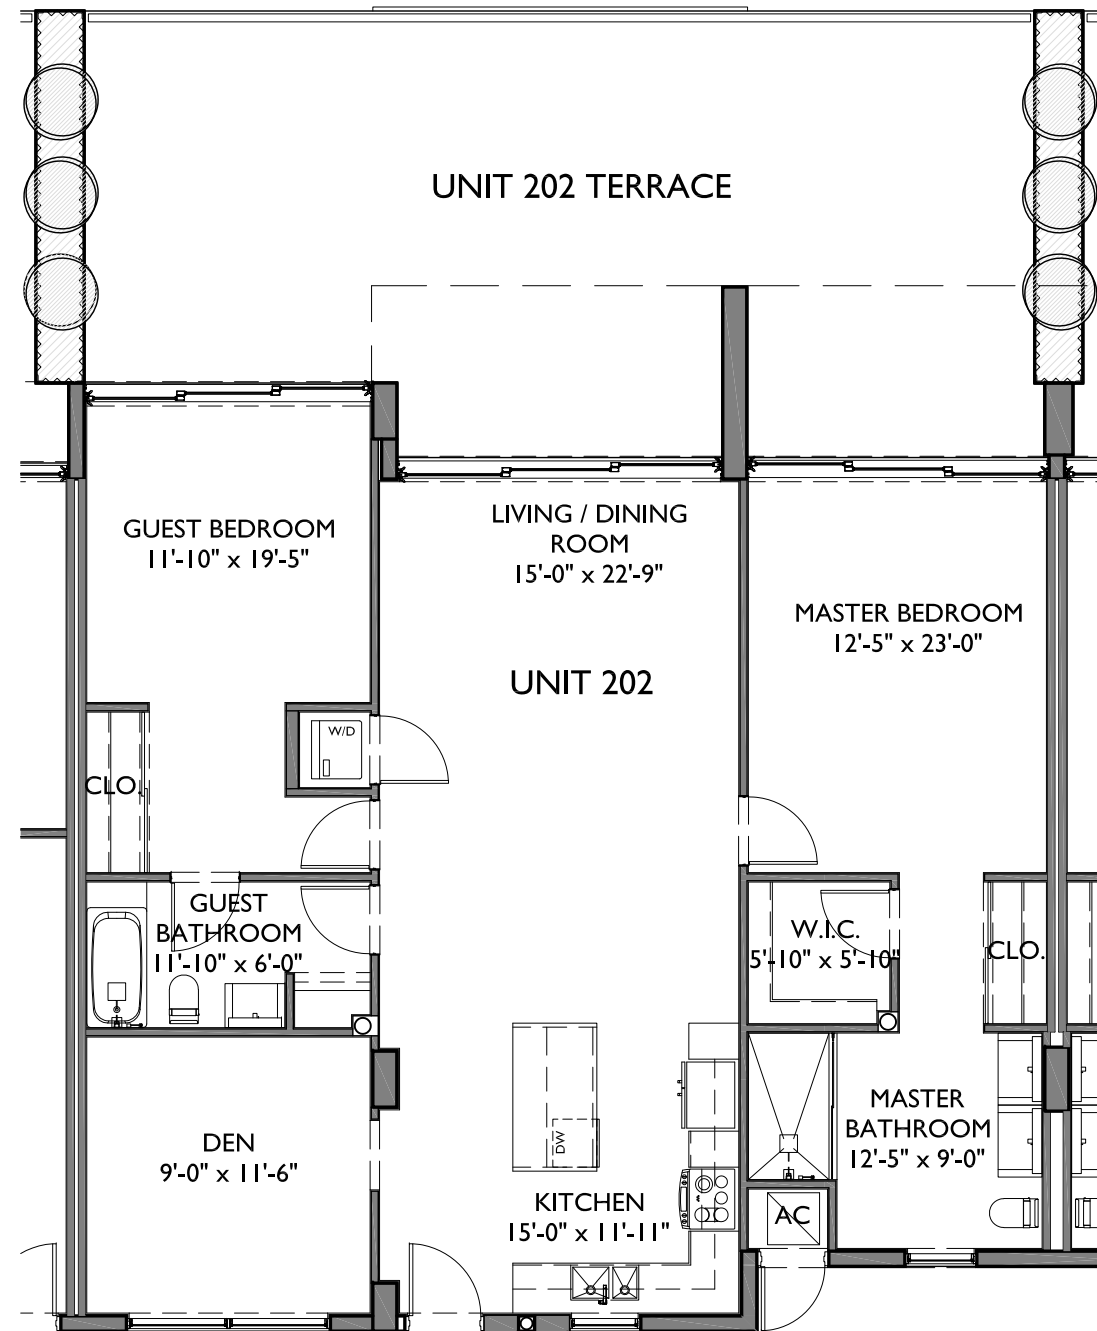 UNIT 202 TERRACE
GUEST BEDROOM
11'-10" x 19'-5"
LIVING / DINING
ROOM
15'-0" x 22'-9"
MASTER BEDROOM
12'-5" x 23'-0"
UNIT 202
W/D
CLO.
GUEST
BATHROOM
11'-10" x 6'-0"
W.I.C.
5'-10" x 5'-10"
CLO.
DEN
9'-0" x 11'-6"
DW
MASTER
BATHROOM
12'-5" x 9'-0"
KITCHEN
15'-0" x 11'-11"
AC